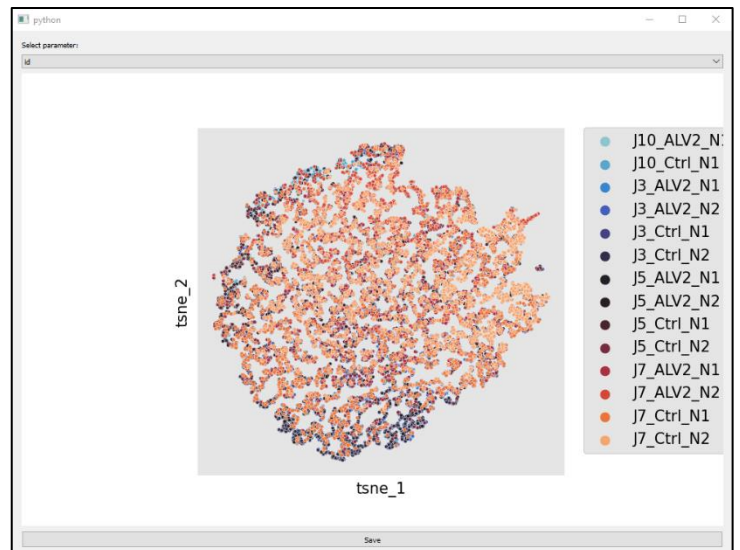 python
Select parameter:
id
tsne_2
tsne_1
J10_ALV2_N1
J10_Ctrl_N1
J3_ALV2_N1
J3_ALV2_N2
J3_Ctrl_N1
J3_Ctrl_N2
J5_ALV2_N1
J5_ALV2_N2
J5_Ctrl_N1
J5_Ctrl_N2
J7_ALV2_N1
J7_ALV2_N2
J7_Ctrl_N1
J7_Ctrl_N2
Save